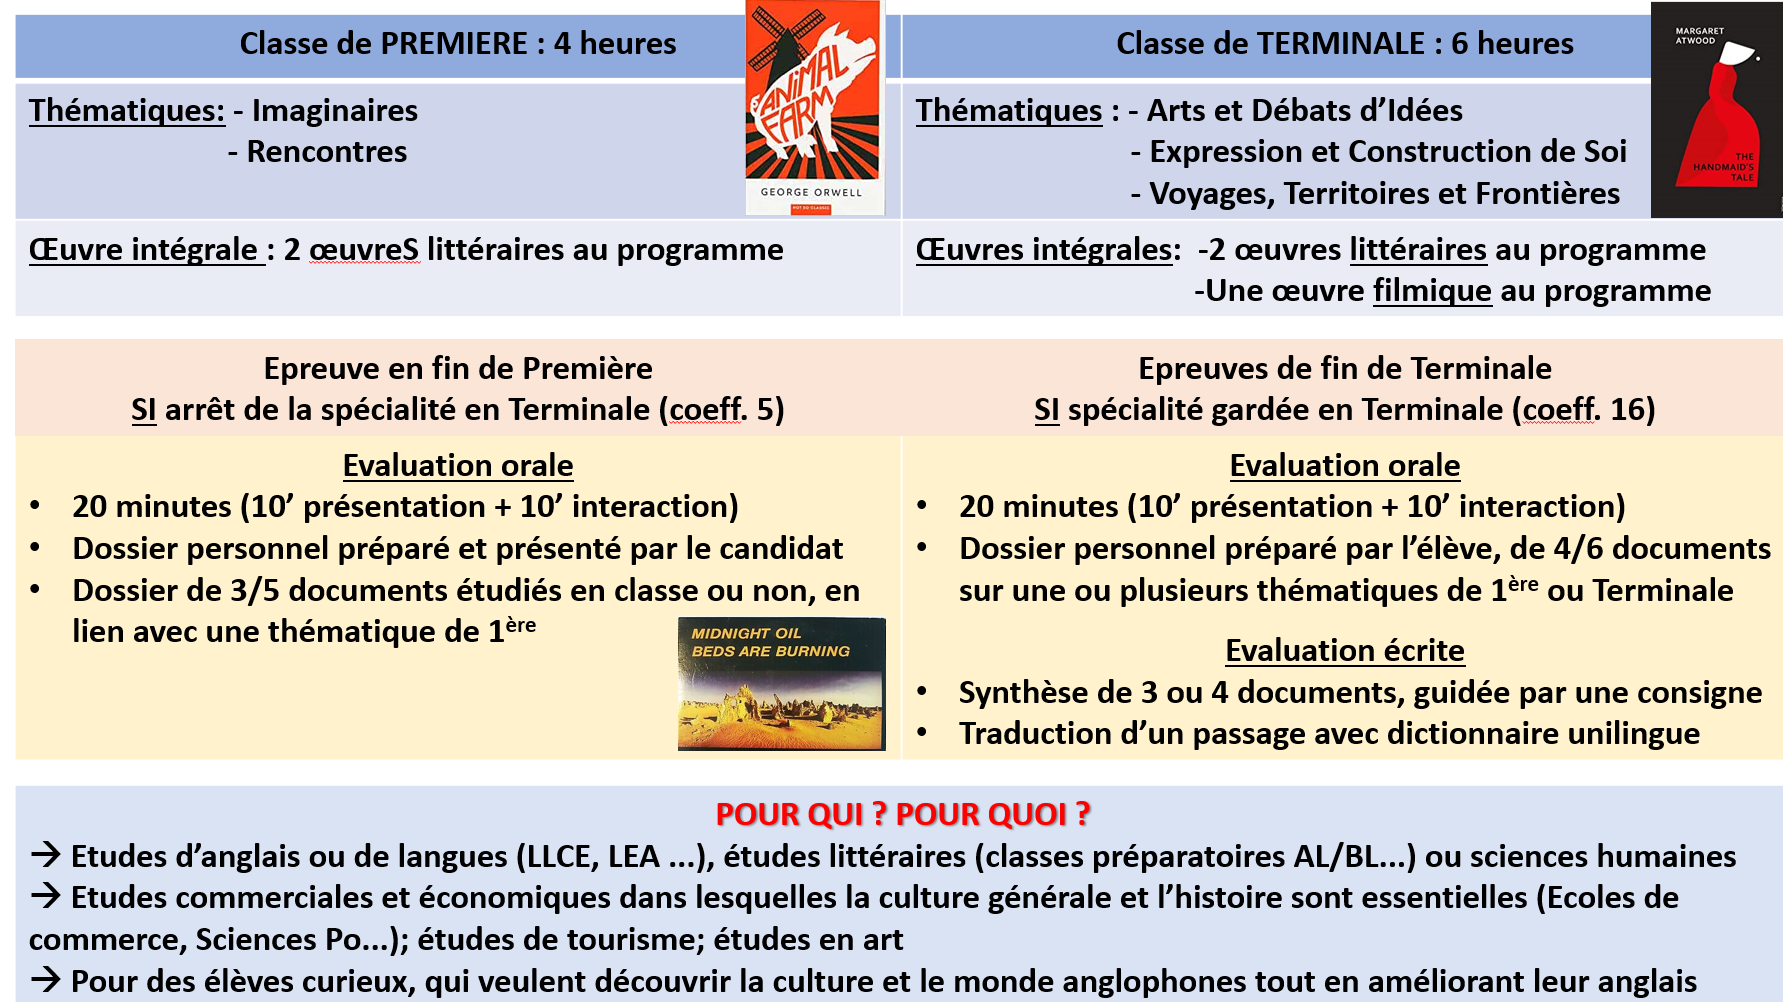 Classe de PREMIERE : 4 heures
ANIMAL
FARM
GEORGE ORWELL
Classe de TERMINALE : 6 heures
MARGARET
ATWOOD
THE
HANDMAID'S
TALE
Thématiques: - Imaginaires
- Rencontres
Thématiques : - Arts et Débats d’Idées
- Expression et Construction de Soi
- Voyages, Territoires et Frontières
Œuvre intégrale : 2 œuvreS littéraires au programme
Œuvres intégrales: -2 œuvres littéraires au programme
-Une œuvre filmique au programme
Epreuve en fin de Première
SI arrêt de la spécialité en Terminale (coeff. 5)
Epreuves de fin de Terminale
SI spécialité gardée en Terminale (coeff. 16)
Evaluation orale
• 20 minutes (10’ présentation + 10’ interaction)
• Dossier personnel préparé et présenté par le candidat
• Dossier de 3/5 documents étudiés en classe ou non, en
lien avec une thématique de 1ère
MIDNIGHT OIL
BEDS ARE BURNING
Evaluation orale
• 20 minutes (10’ présentation + 10’ interaction)
• Dossier personnel préparé par l’élève, de 4/6 documents
sur une ou plusieurs thématiques de 1ère ou Terminale
Evaluation écrite
• Synthèse de 3 ou 4 documents, guidée par une consigne
• Traduction d’un passage avec dictionnaire unilingue
POUR QUI ? POUR QUOI ?
→ Etudes d’anglais ou de langues (LLCE, LEA ...), études littéraires (classes préparatoires AL/BL...) ou sciences humaines
→ Etudes commerciales et économiques dans lesquelles la culture générale et l’histoire sont essentielles (Ecoles de
commerce, Sciences Po...); études de tourisme; études en art
→ Pour des élèves curieux, qui veulent découvrir la culture et le monde anglophones tout en améliorant leur anglais